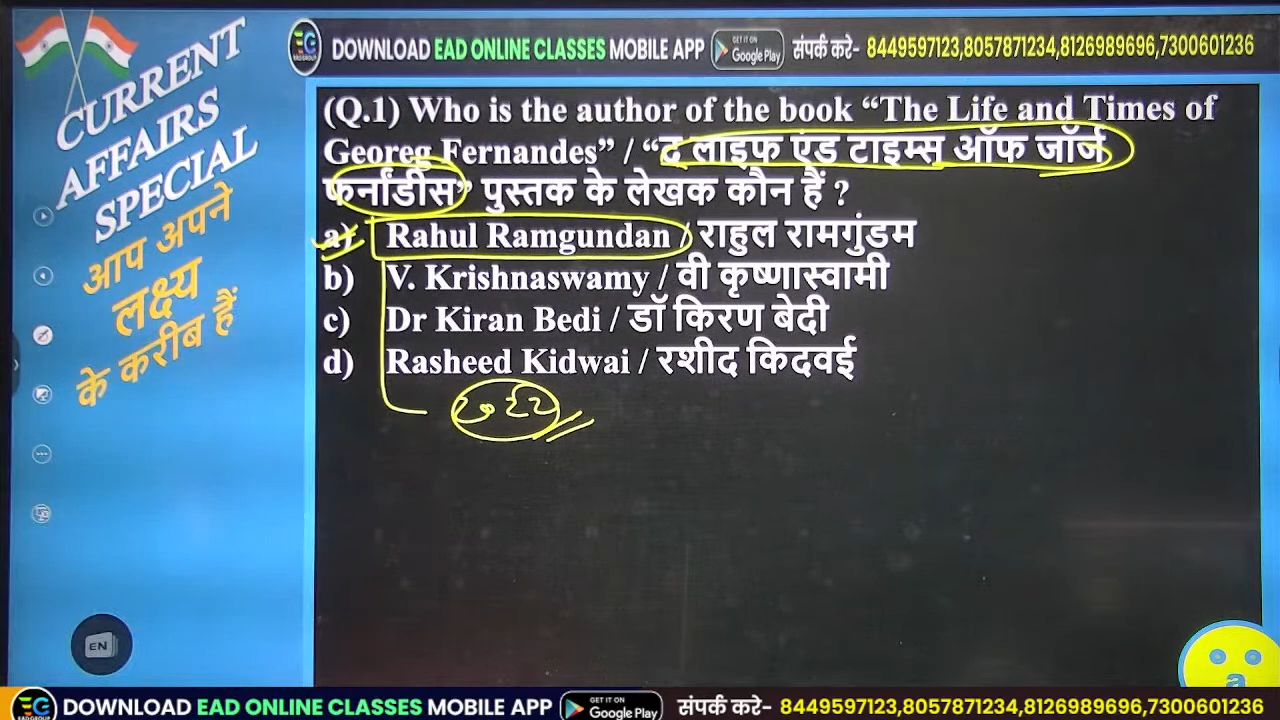 DOWNLOAD EAD ONLINE CLASSES MOBILE APP GET IT ON Google Play संपर्क करे- 8449597123,8057871234,8126989696,7300601236
CURRENT
AFFAIRS
SPECIAL
आप अपने
लक्ष्य
के करीब हैं
(Q.1) Who is the author of the book “The Life and Times of
Georeg Fernandes” / “द लाइफ एंड टाइम्स ऑफ जॉर्ज
फर्नांडीस” पुस्तक के लेखक कौन हैं ?
a) Rahul Ramgundan / राहुल रामगुंडम
b) V. Krishnaswamy / वी कृष्णास्वामी
c) Dr Kiran Bedi / डॉ किरण बेदी
d) Rasheed Kidwai / रशीद किदवई
2022
EN
a
EG EAD GROUP DOWNLOAD EAD ONLINE CLASSES MOBILE APP GET IT ON Google Play संपर्क करे- 8449597123,8057871234,8126989696,7300601236